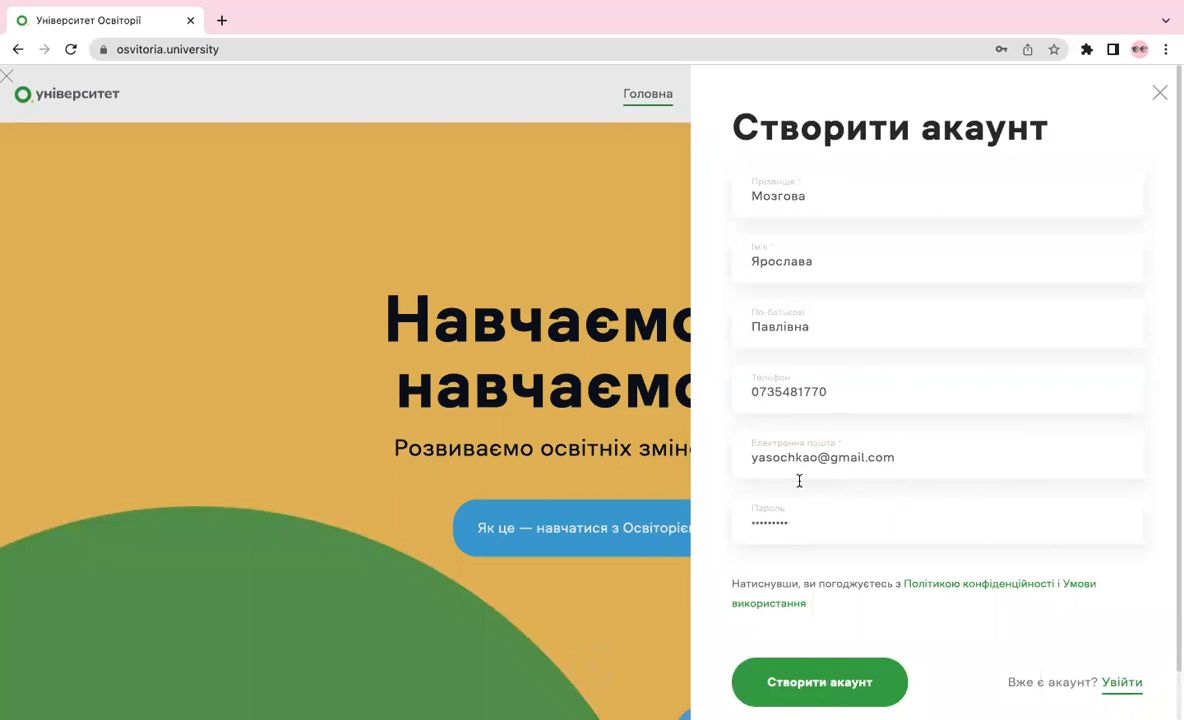 Університет Освіторії
osvitoria.university
університет
Головна
Навчаємо
навчаємо
Розвиваємо освітніх змін
Як це — навчатися з Освіторіє
Створити акаунт
Прізвище *
Мозгова
Ім'я *
Ярослава
По-батькові
Павлівна
Телефон
0735481770
Електронна пошта *
yasochkao@gmail.com
Пароль
•••••••••
Натиснувши, ви погоджуєтесь з Політикою конфіденційності і Умови
використання
Створити акаунт
Вже є акаунт? Увійти